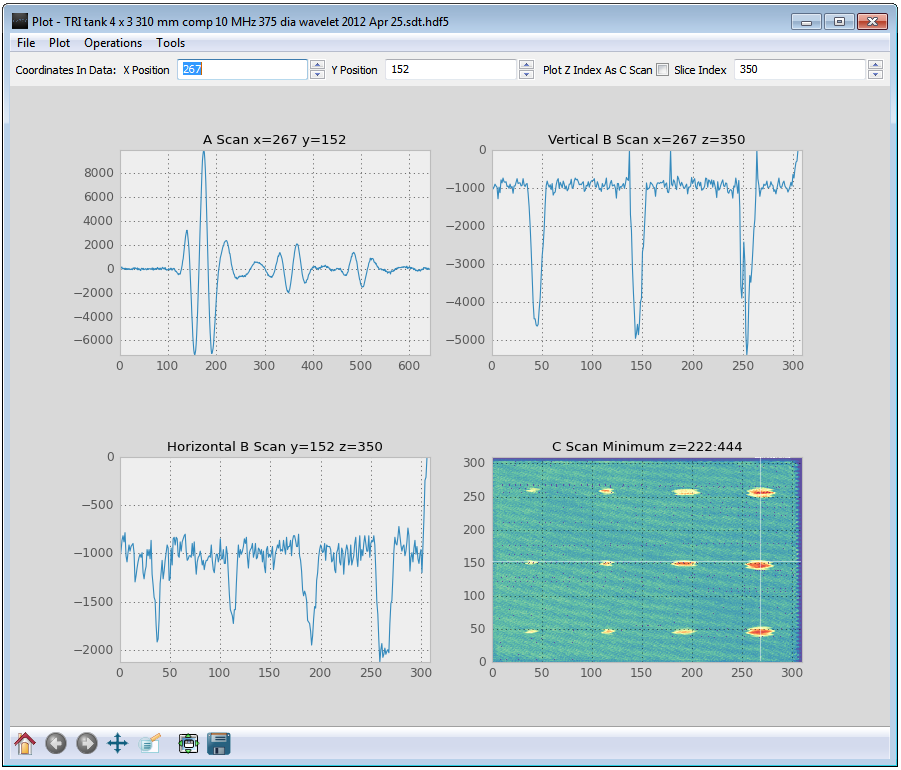 Plot - TRI tank 4 x 3 310 mm comp 10 MHz 375 dia wavelet 2012 Apr 25.sdt.hdf5
File Plot Operations Tools
Coordinates In Data: X Position 267 Y Position 152 Plot Z Index As C Scan Slice Index 350
A Scan x=267 y=152
8000
6000
4000
2000
0
−2000
−4000
−6000
0 100 200 300 400 500 600
Vertical B Scan x=267 z=350
0
−1000
−2000
−3000
−4000
−5000
0 50 100 150 200 250 300
Horizontal B Scan y=152 z=350
0
−500
−1000
−1500
−2000
0 50 100 150 200 250 300
C Scan Minimum z=222:444
300
250
200
150
100
50
0
0 50 100 150 200 250 300